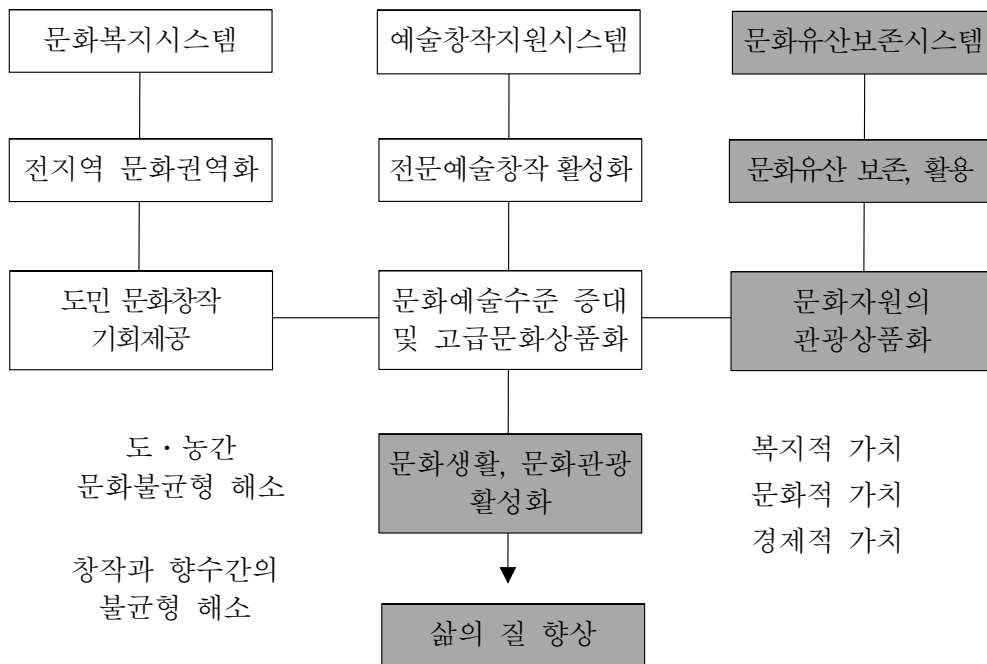 문화복지시스템
예술창작지원시스템
문화유산보존시스템
전지역 문화권역화
전문예술창작 활성화
문화유산 보존, 활용
도민 문화창작
기회제공
문화예술수준 증대
및 고급문화상품화
문화자원의
관광상품화
도·농간
문화불균형 해소
창작과 향수간의
불균형 해소
문화생활, 문화관광
활성화
복지적 가치
문화적 가치
경제적 가치
삶의 질 향상